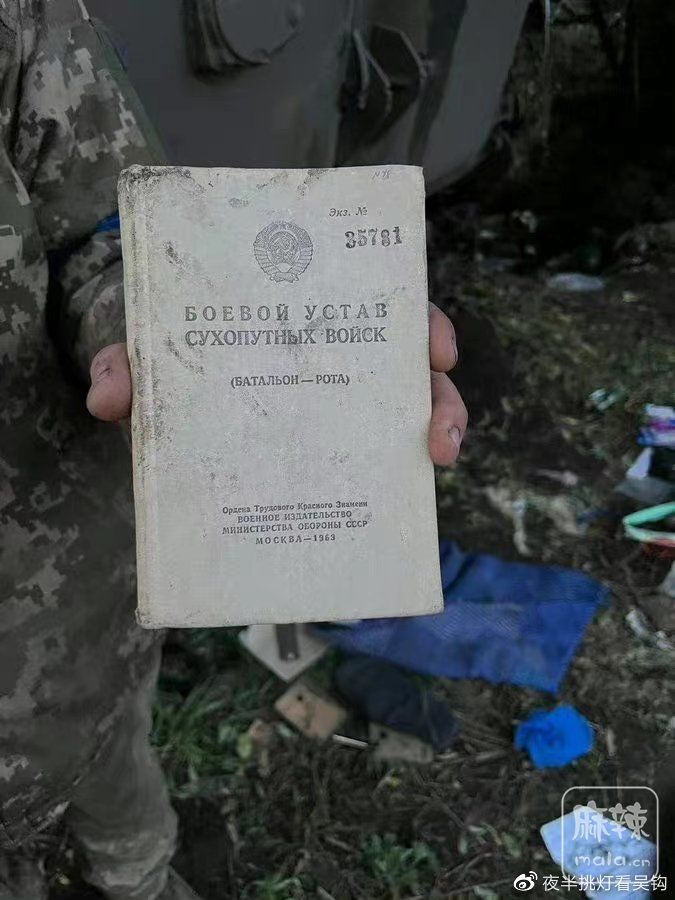 Экз. №
35781
БОЕВОЙ УСТАВ
СУХОПУТНЫХ ВОЙСК
(БАТАЛЬОН — РОТА)
Ордена Трудового Красного Знамени
ВОЕННОЕ ИЗДАТЕЛЬСТВО
МИНИСТЕРСТВА ОБОРОНЫ СССР
МОСКВА — 1963
麻辣
mala.cn
夜半挑灯看吴钩